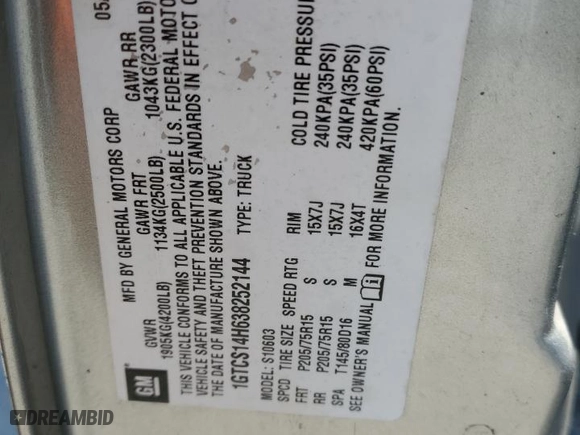 MFD BY GENERAL MOTORS CORP
05
GVWR
GAWR FRT
GAWR RR
1905KG(4200LB)
1134KG(2500LB)
1043KG(2300LB)
THIS VEHICLE CONFORMS TO ALL APPLICABLE U.S. FEDERAL MOTO
VEHICLE SAFETY AND THEFT PREVENTION STANDARDS IN EFFECT O
THE DATE OF MANUFACTURE SHOWN ABOVE.
1GTCS14H638252144
TYPE: TRUCK
MODEL: S10603
SPCD TIRE SIZE SPEED RTG RIM COLD TIRE PRESSUR
FRT P205/75R15 S 15X7J 240KPA(35PSI)
RR P205/75R15 S 15X7J 240KPA(35PSI)
SPA T145/80D16 M 16X4T 420KPA(60PSI)
SEE OWNER'S MANUAL i FOR MORE INFORMATION.
GM
DREAMBID